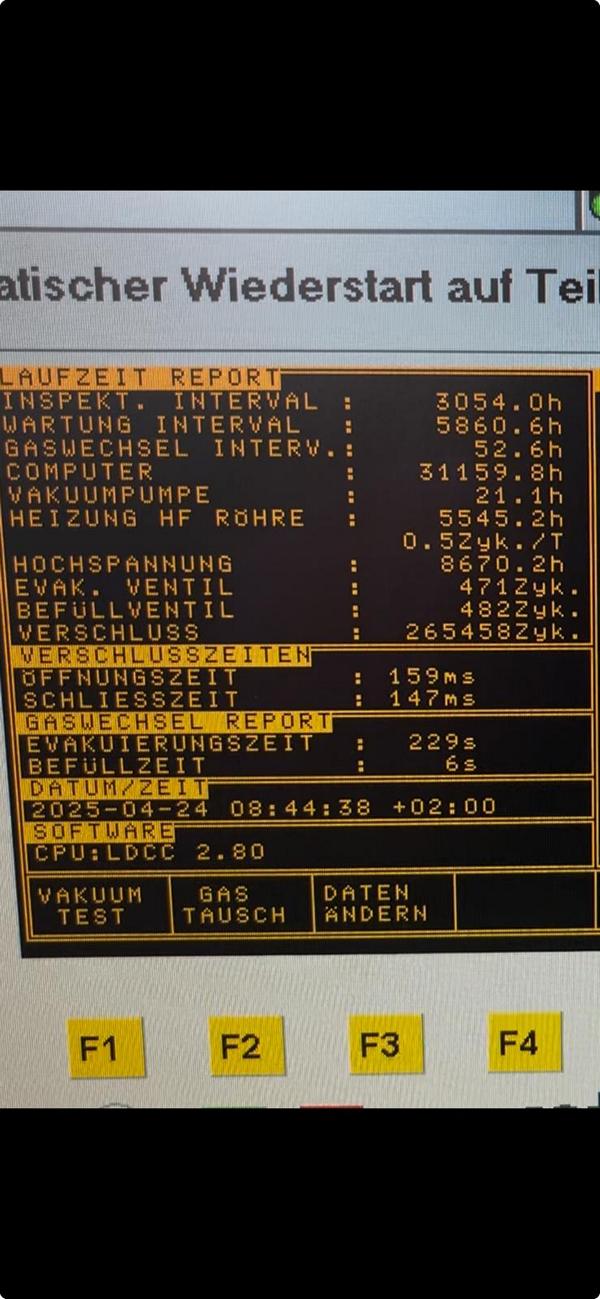 atischer Wiederstart auf Teil
LAUFZEIT REPORT
INSPEKT. INTERVAL : 3054.0h
WARTUNG INTERVAL : 5860.6h
GASWECHSEL INTERV.: 52.6h
COMPUTER : 31159.8h
VAKUUMPUMPE : 21.1h
HEIZUNG HF RÖHRE : 5545.2h
0.5Zyk./T
HOCHSPANNUNG : 8670.2h
EVAK. VENTIL : 471Zyk.
BEFÜLLVENTIL : 482Zyk.
VERSCHLUSS : 265458Zyk.
VERSCHLUSSZEITEN
ÖFFNUNGSZEIT : 159ms
SCHLIESSZEIT : 147ms
GASWECHSEL REPORT
EVAKUIERUNGSZEIT : 229s
BEFÜLLZEIT : 6s
DATUM/ZEIT
2025-04-24 08:44:38 +02:00
SOFTWARE
CPU:LDCC 2.80
VAKUUM TEST
GAS TAUSCH
DATEN ÄNDERN
F1 F2 F3 F4